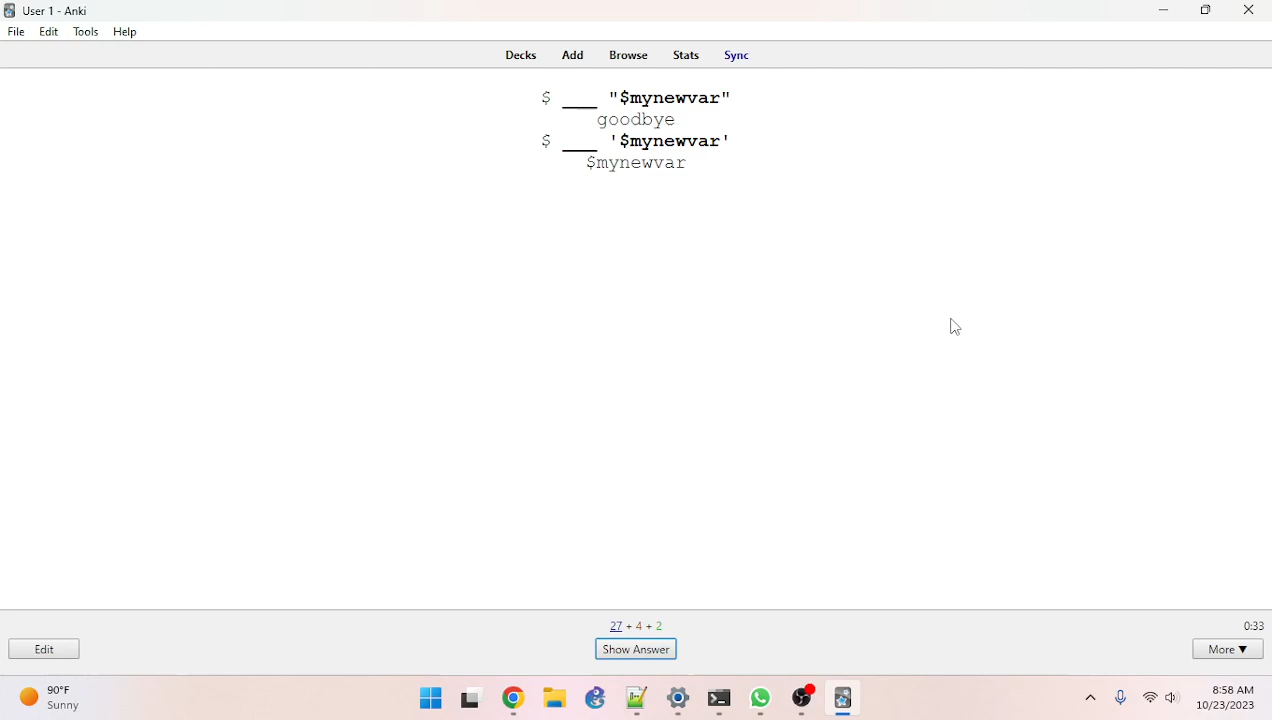 User 1 - Anki
File Edit Tools Help
Decks Add Browse Stats Sync
$ ___ "$mynewvar"
goodbye
$ ___ '$mynewvar'
$mynewvar
27 + 4 + 2
0:33
Edit
Show Answer
More ▼
90°F
Sunny
8:58 AM
10/23/2023